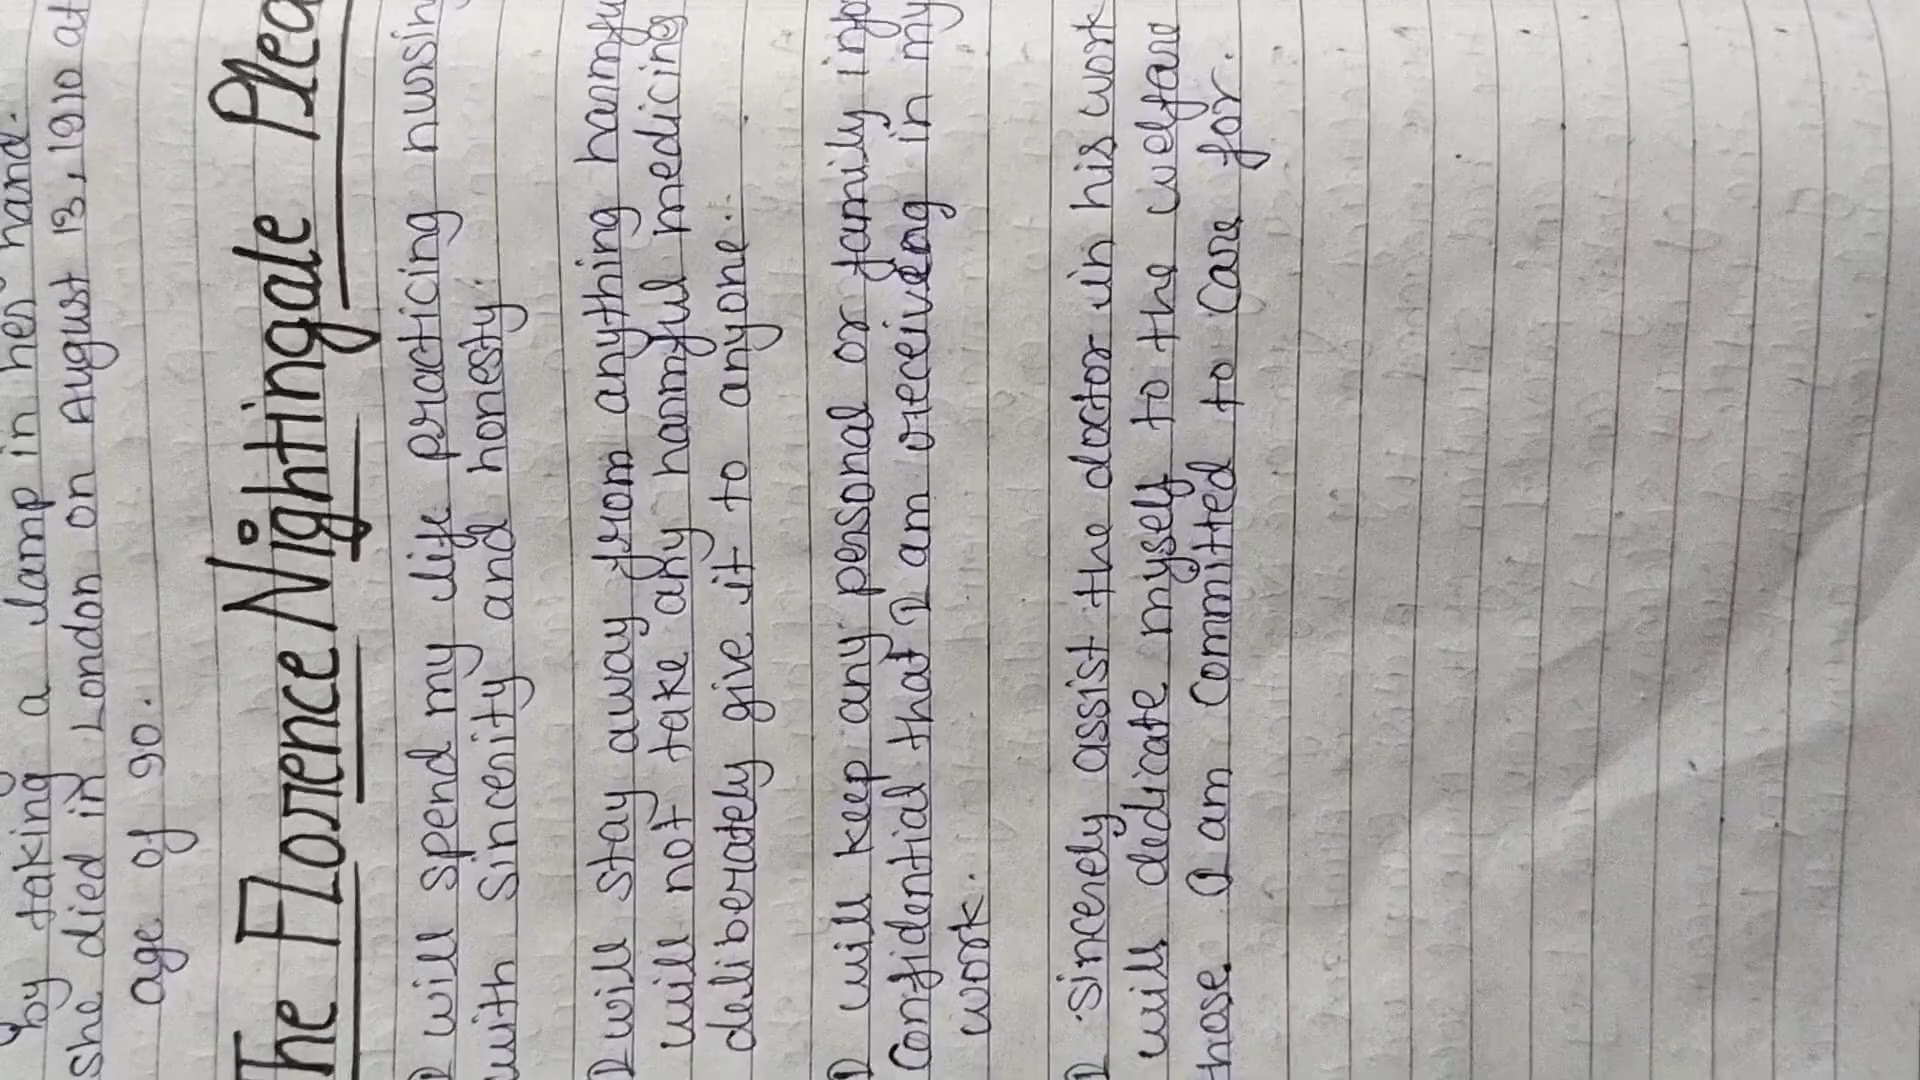 by taking a lamp in her hand.
She died in London on August 13, 1910 at
age of 90.
The Florence Nightingale Plea
I will spend my life practicing nursing
with sincerity and honesty.
I will stay away from anything harmfu
will not take any harmful medicing
deliberately give it to anyone..
I will keep any personal or family info
Confidential that I am receiveing in my
work.
I sincerely assist the doctor in his work
will dedicate myself to the welfare
those. I am Committed to Care for.